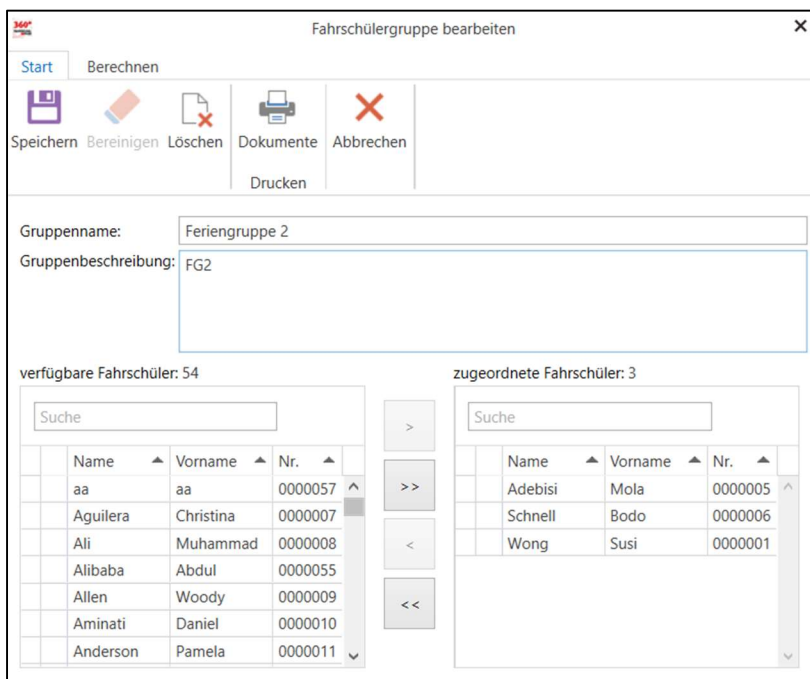 360°
Fahrschülergruppe bearbeiten
Start Berechnen
Speichern Bereinigen Löschen Dokumente Abbrechen
Drucken
Gruppenname: Feriengruppe 2
Gruppenbeschreibung: FG2
verfügbare Fahrschüler: 54
Suche
Name Vorname Nr.
aa aa 0000057
Aguilera Christina 0000007
Ali Muhammad 0000008
Alibaba Abdul 0000055
Allen Woody 0000009
Aminati Daniel 0000010
Anderson Pamela 0000011
>
>>
<
<<
zugeordnete Fahrschüler: 3
Suche
Name Vorname Nr.
Adebisi Mola 0000005
Schnell Bodo 0000006
Wong Susi 0000001